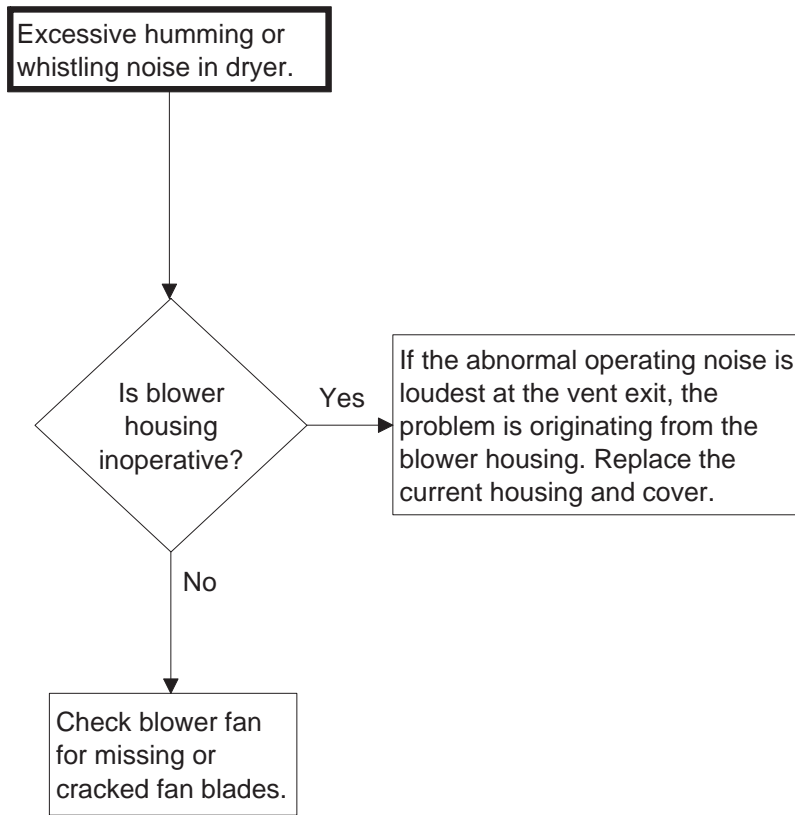 Excessive humming or
whistling noise in dryer.
Is blower
housing
inoperative?
Yes
If the abnormal operating noise is
loudest at the vent exit, the
problem is originating from the
blower housing. Replace the
current housing and cover.
No
Check blower fan
for missing or
cracked fan blades.